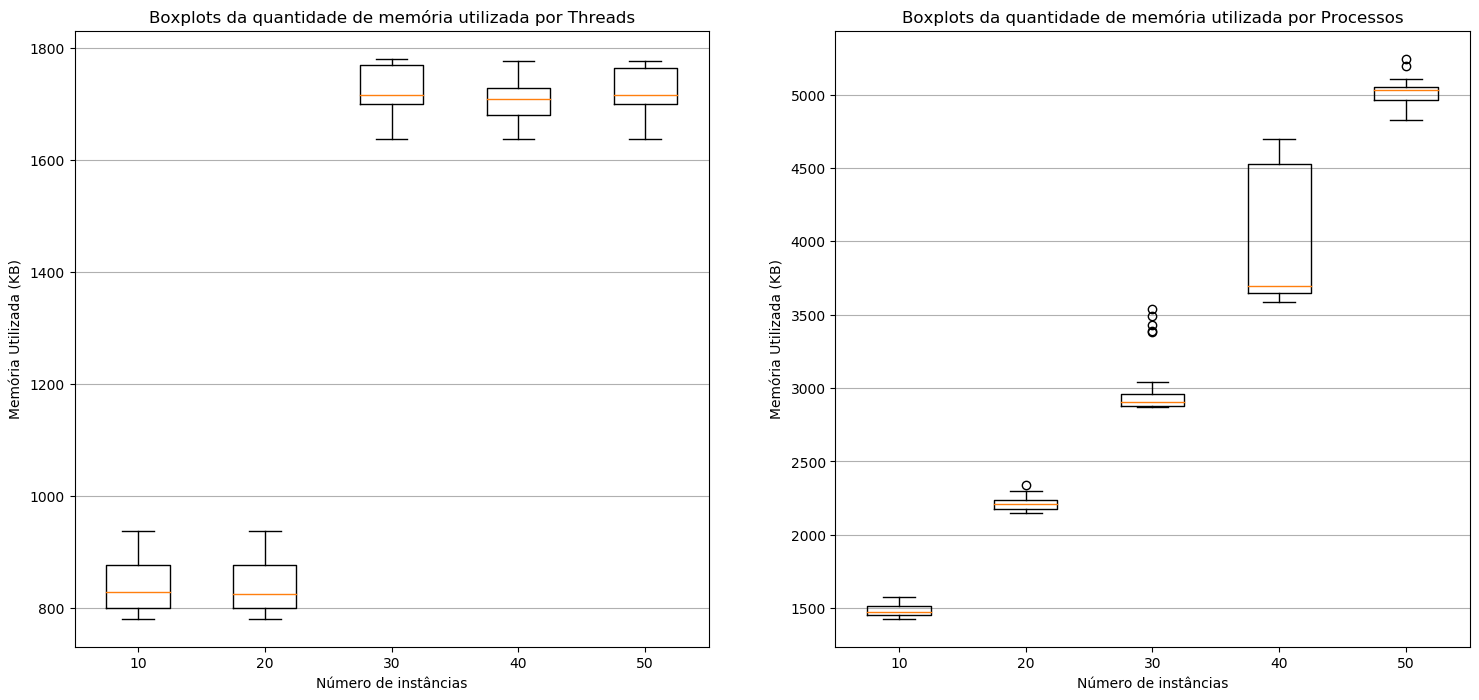 Boxplots da quantidade de memória utilizada por Threads
1800
1600
1400
1200
1000
800
Memória Utilizada (KB)
10 20 30 40 50
Número de instâncias
Boxplots da quantidade de memória utilizada por Processos
5000
4500
4000
3500
3000
2500
2000
1500
Memória Utilizada (KB)
10 20 30 40 50
Número de instâncias